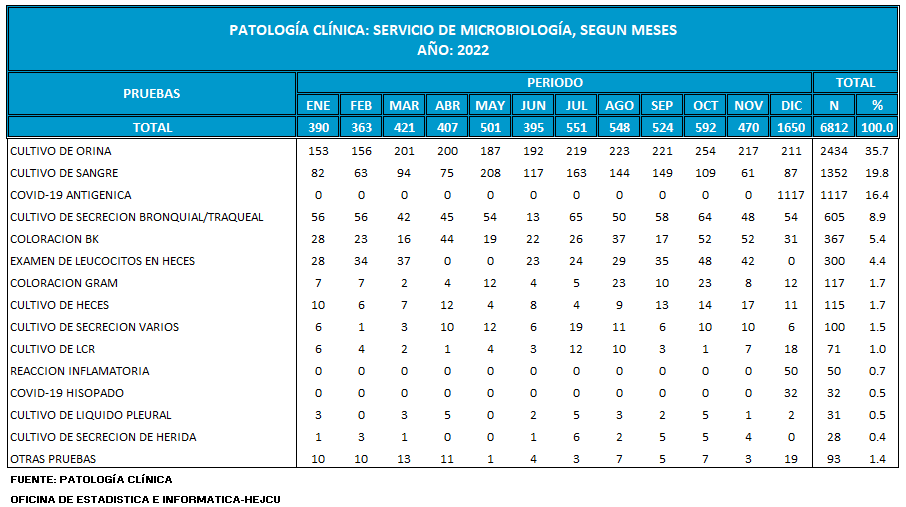 PATOLOGÍA CLÍNICA: SERVICIO DE MICROBIOLOGÍA, SEGUN MESES
AÑO: 2022
PRUEBAS PERIODO TOTAL
ENE FEB MAR ABR MAY JUN JUL AGO SEP OCT NOV DIC N %
TOTAL 390 363 421 407 501 395 551 548 524 592 470 1650 6812 100.0
CULTIVO DE ORINA 153 156 201 200 187 192 219 223 221 254 217 211 2434 35.7
CULTIVO DE SANGRE 82 63 94 75 208 117 163 144 149 109 61 87 1352 19.8
COVID-19 ANTIGENICA 0 0 0 0 0 0 0 0 0 0 0 1117 1117 16.4
CULTIVO DE SECRECION BRONQUIAL/TRAQUEAL 56 56 42 45 54 13 65 50 58 64 48 54 605 8.9
COLORACION BK 28 23 16 44 19 22 26 37 17 52 52 31 367 5.4
EXAMEN DE LEUCOCITOS EN HECES 28 34 37 0 0 23 24 29 35 48 42 0 300 4.4
COLORACION GRAM 7 7 2 4 12 4 5 23 10 23 8 12 117 1.7
CULTIVO DE HECES 10 6 7 12 4 8 4 9 13 14 17 11 115 1.7
CULTIVO DE SECRECION VARIOS 6 1 3 10 12 6 19 11 6 10 10 6 100 1.5
CULTIVO DE LCR 6 4 2 1 4 3 12 10 3 1 7 18 71 1.0
REACCION INFLAMATORIA 0 0 0 0 0 0 0 0 0 0 0 50 50 0.7
COVID-19 HISOPADO 0 0 0 0 0 0 0 0 0 0 0 32 32 0.5
CULTIVO DE LIQUIDO PLEURAL 3 0 3 5 0 2 5 3 2 5 1 2 31 0.5
CULTIVO DE SECRECION DE HERIDA 1 3 1 0 0 1 6 2 5 5 4 0 28 0.4
OTRAS PRUEBAS 10 10 13 11 1 4 3 7 5 7 3 19 93 1.4
FUENTE: PATOLOGÍA CLÍNICA
OFICINA DE ESTADISTICA E INFORMATICA-HEJCU